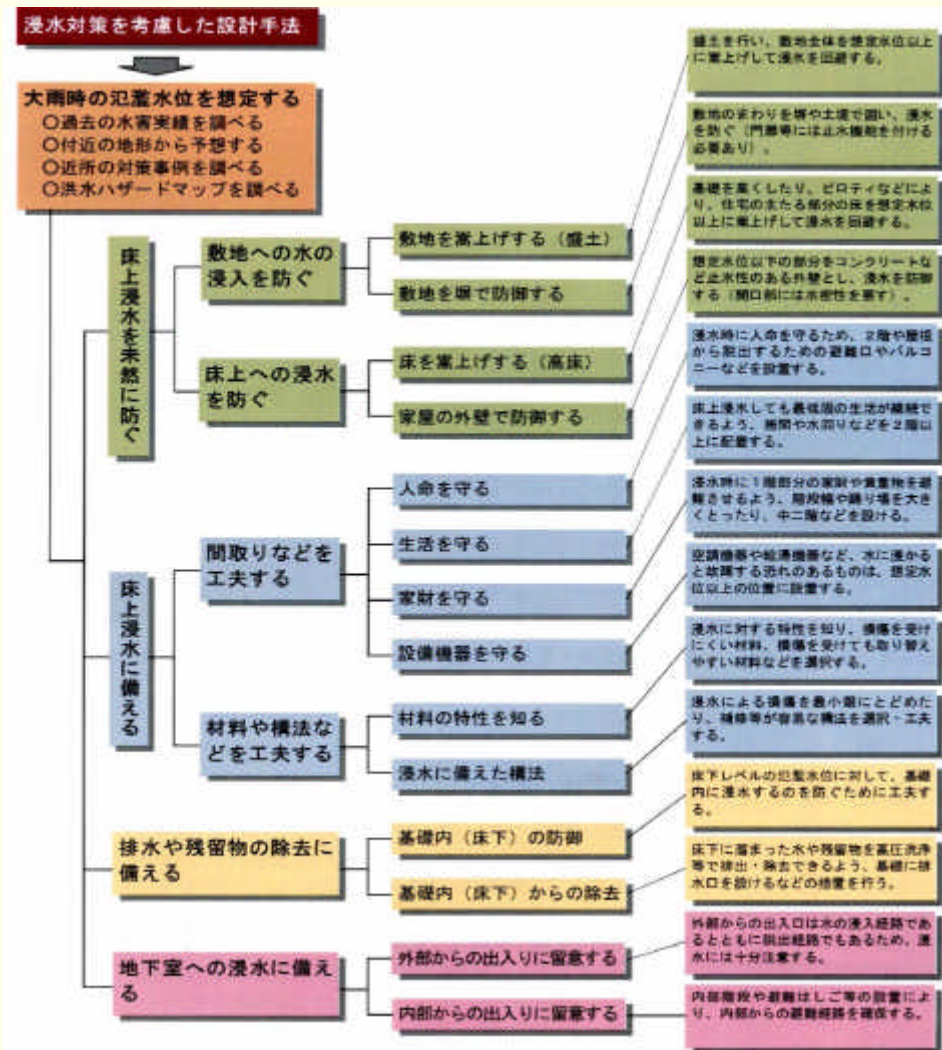 浸水対策を考慮した設計手法
大雨時の氾濫水位を想定する
○過去の水害実績を調べる
○付近の地形から予想する
○近所の対策事例を調べる
○洪水ハザードマップを調べる
床上浸水を未然に防ぐ
敷地への水の
浸入を防ぐ
敷地を嵩上げする(盛土)
盛土を行い、敷地全体を想定水位以上
に嵩上げして浸水を回避する。
敷地を塀で防御する
敷地のまわりを塀や土堤で囲い、浸水
を防ぐ(門扉等には止水機能を付ける
必要あり)。
床上への浸水
を防ぐ
床を嵩上げする(高床)
基礎を高くしたり、ピロティなどによ
り、住宅の主たる部分の床を想定水位
以上に嵩上げして浸水を回避する。
家屋の外壁で防御する
想定水位以下の部分をコンクリートな
ど止水性のある外壁とし、浸水を防御
する(開口部には水密性を要す)。
床上浸水に備える
間取りなどを
工夫する
人命を守る
浸水時に人命を守るため、2階や屋根
から脱出するための避難口やバルコ
ニーなどを設置する。
生活を守る
床上浸水しても最低限の生活が継続で
きるよう、居間や水回りなどを2階以
上に配置する。
家財を守る
浸水時に1階部分の家財や貴重物を避
難させるよう、階段幅や踊り場を大き
くとったり、中二階などを設ける。
設備機器を守る
空調機器や給湯機器など、水に浸かる
と故障する恐れのあるものは、想定水
位以上の位置に設置する。
材料や構法な
どを工夫する
材料の特性を知る
浸水に対する特性を知り、損傷を受け
にくい材料、損傷を受けても取り替え
やすい材料などを選択する。
浸水に備えた構法
浸水による損傷を最小限にとどめた
り、補修等が容易な構法を選択・工夫
する。
排水や残留物の除去に
備える
基礎内(床下)の防御
床下レベルの氾濫水位に対して、基礎
内に浸水するのを防ぐために工夫す
る。
基礎内(床下)からの除去
床下に溜まった水や残留物を高圧洗浄
等で排出・除去できるよう、基礎に排
水口を設けるなどの措置を行う。
地下室への浸水に備え
る
外部からの出入りに留意する
外部からの出入口は水の浸入経路であ
るとともに脱出経路でもあるため、浸
水には十分注意する。
内部からの出入りに留意する
内部階段や避難はしご等の設置によ
り、内部からの避難経路を確保する。